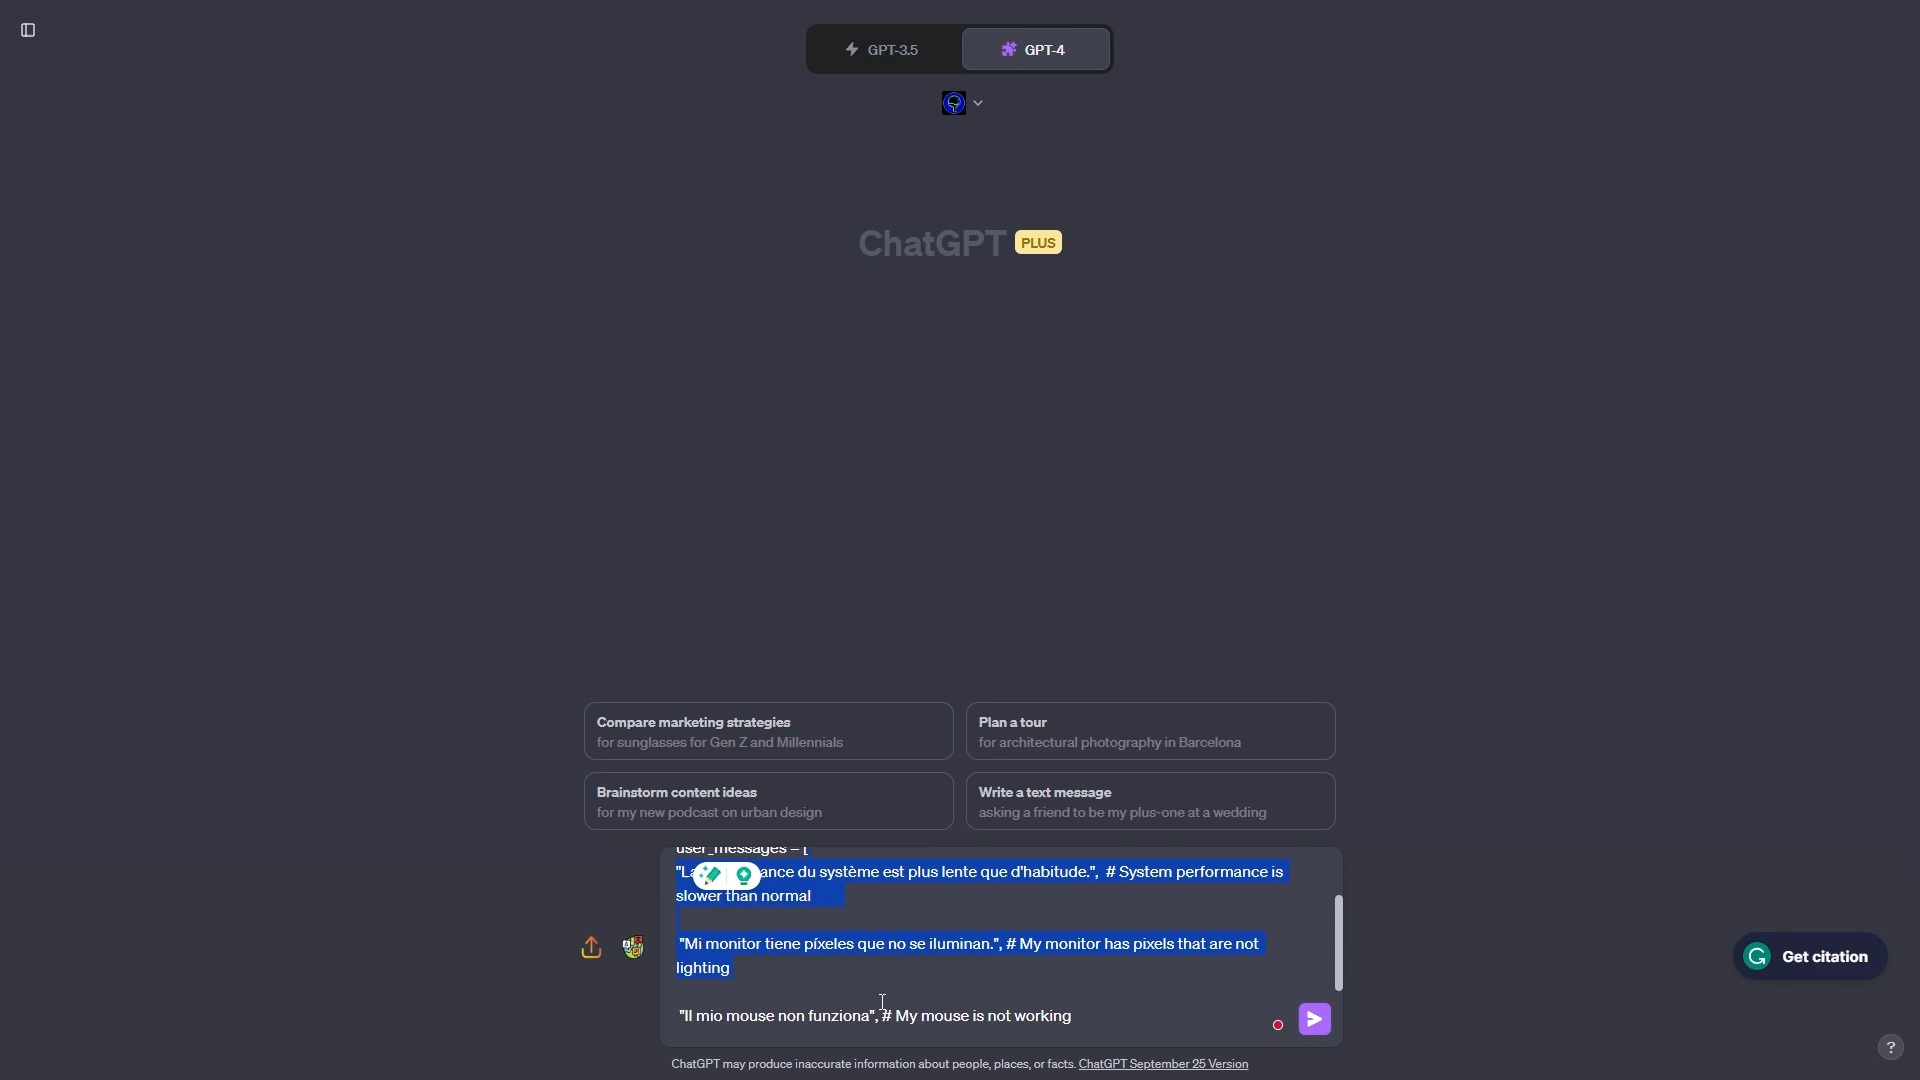 GPT-3.5
GPT-4
ChatGPT PLUS
Compare marketing strategies
for sunglasses for Gen Z and Millennials
Plan a tour
for architectural photography in Barcelona
Brainstorm content ideas
for my new podcast on urban design
Write a text message
asking a friend to be my plus-one at a wedding
user_messages = [
"La ance du système est plus lente que d'habitude.", # System performance is
slower than normal
"Mi monitor tiene píxeles que no se iluminan.", # My monitor has pixels that are not
lighting
"Il mio mouse non funziona", # My mouse is not working
Get citation
ChatGPT may produce inaccurate information about people, places, or facts. ChatGPT September 25 Version
?